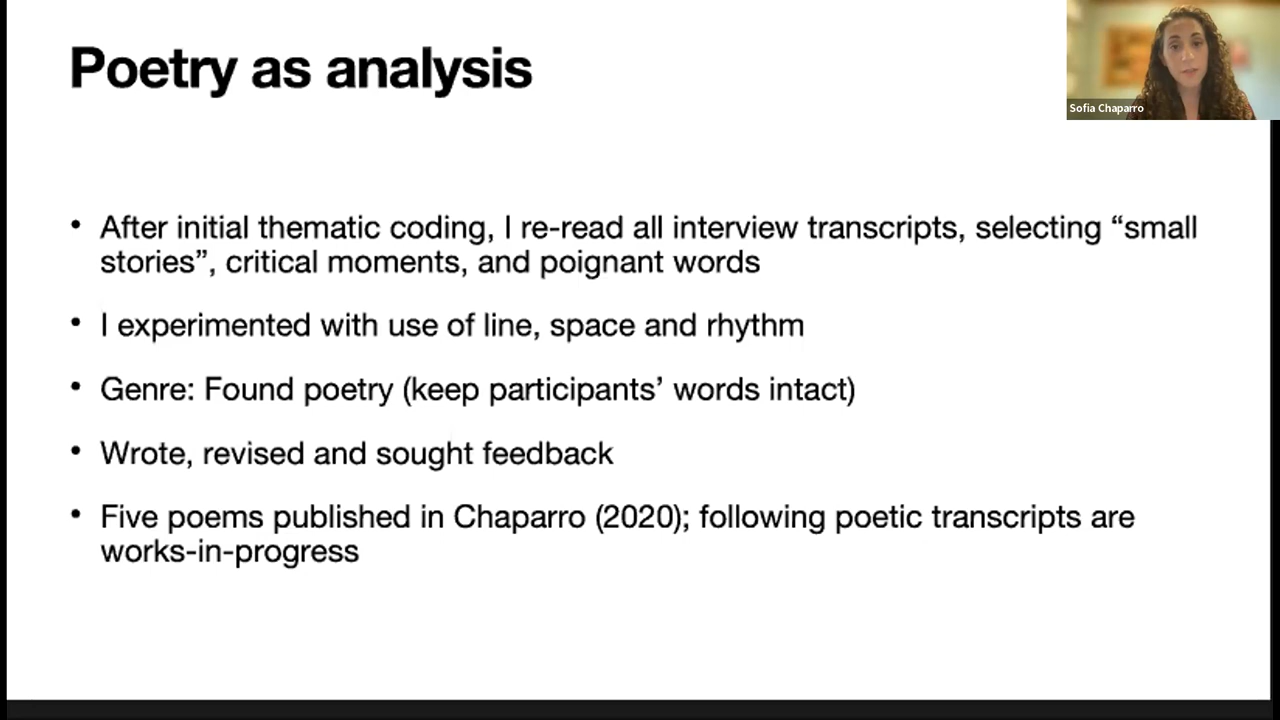 Poetry as analysis
Sofia Chaparro
• After initial thematic coding, I re-read all interview transcripts, selecting “small
stories”, critical moments, and poignant words
• I experimented with use of line, space and rhythm
• Genre: Found poetry (keep participants’ words intact)
• Wrote, revised and sought feedback
• Five poems published in Chaparro (2020); following poetic transcripts are
works-in-progress